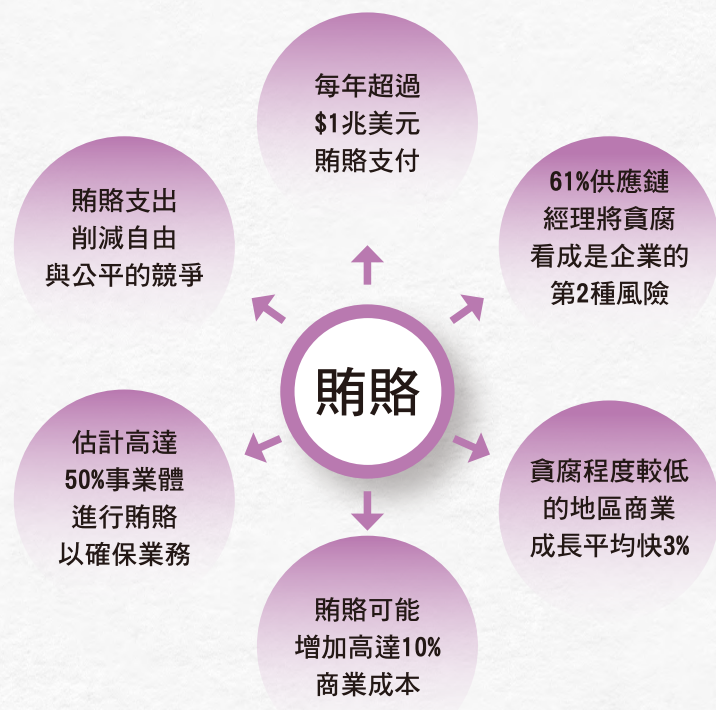 每年超過
$1兆美元
賄賂支付
61%供應鏈
經理將貪腐
看成是企業的
第2種風險
貪腐程度較低
的地區商業
成長平均快3%
賄賂可能
增加高達10%
商業成本
估計高達
50%事業體
進行賄賂
以確保業務
賄賂支出
削減自由
與公平的競爭
賄賂